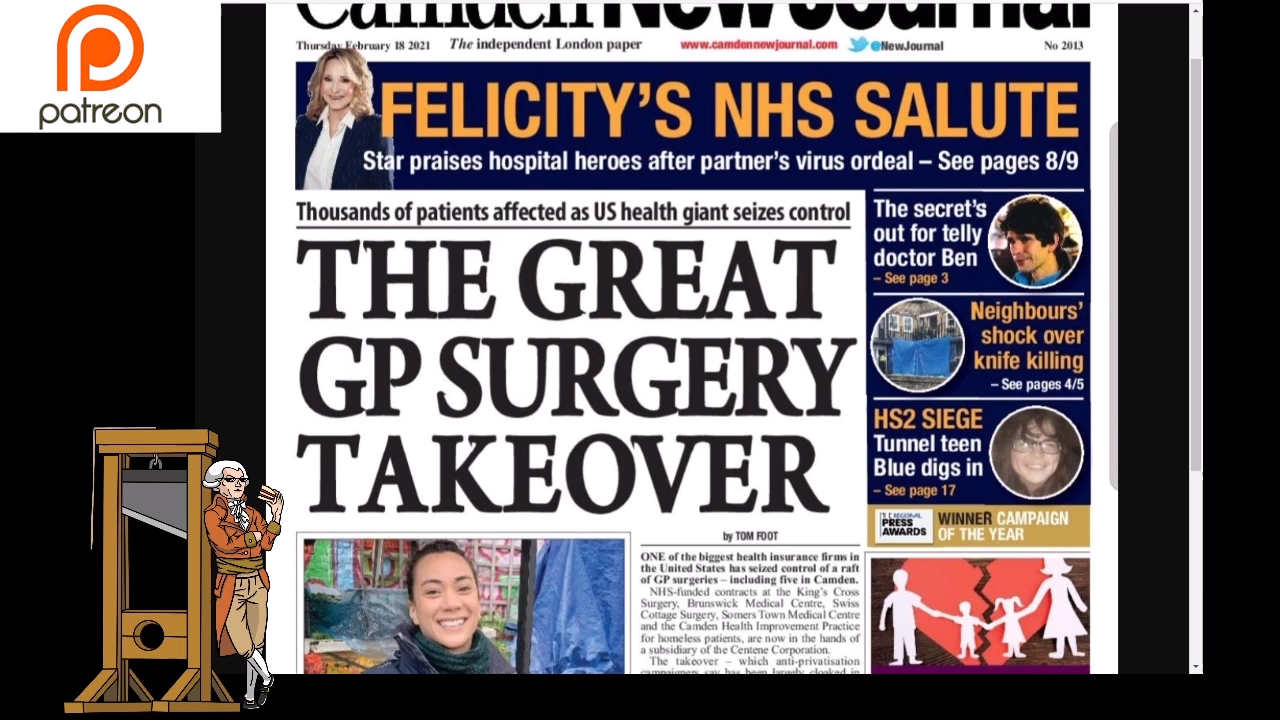 patreon
Camden New Journal
Thursday February 18 2021
The independent London paper
www.camdennewjournal.com
@NewJournal
No 2013
FELICITY'S NHS SALUTE
Star praises hospital heroes after partner's virus ordeal – See pages 8/9
Thousands of patients affected as US health giant seizes control
THE GREAT
GP SURGERY
TAKEOVER
The secret's
out for telly
doctor Ben
– See page 3
Neighbours'
shock over
knife killing
– See pages 4/5
HS2 SIEGE
Tunnel teen
Blue digs in
– See page 17
REGIONAL
PRESS
AWARDS
WINNER CAMPAIGN
OF THE YEAR
by TOM FOOT
ONE of the biggest health insurance firms in
the United States has seized control of a raft
of GP surgeries – including five in Camden.
NHS-funded contracts at the King's Cross
Surgery, Brunswick Medical Centre, Swiss
Cottage Surgery, Somers Town Medical Centre
and the Camden Health Improvement Practice
for homeless patients, are now in the hands of
a subsidiary of the Centene Corporation.
The takeover – which anti-privatisation
campaigners say has been largely cloaked in